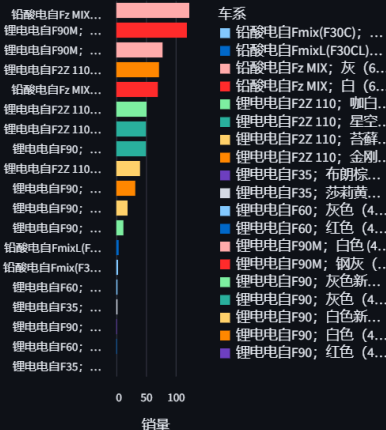 铅酸电自Fz MIX...
锂电电自F90M；...
锂电电自F90M；...
锂电电自F2Z 110...
铅酸电自Fz MIX...
锂电电自F2Z 110...
锂电电自F2Z 110...
锂电电自F90；...
锂电电自F2Z 110...
锂电电自F90；...
锂电电自F90；...
锂电电自F90；...
铅酸电自FmixL(F...
铅酸电自Fmix(F3...
锂电电自F60；...
锂电电自F35；...
锂电电自F90；...
锂电电自F60；...
锂电电自F35；...
0 50 100
销量
车系
铅酸电自Fmix(F30C)；...
铅酸电自FmixL(F30CL)...
铅酸电自Fz MIX；灰（6...
铅酸电自Fz MIX；白（6...
锂电电自F2Z 110；咖白...
锂电电自F2Z 110；星空...
锂电电自F2Z 110；苔藓...
锂电电自F2Z 110；金刚...
锂电电自F35；布朗棕...
锂电电自F35；莎莉黄...
锂电电自F60；灰色（4...
锂电电自F60；红色（4...
锂电电自F90M；白色（4...
锂电电自F90M；钢灰（...
锂电电自F90；灰色新...
锂电电自F90；灰色（4...
锂电电自F90；白色新...
锂电电自F90；白色（4...
锂电电自F90；红色（4...